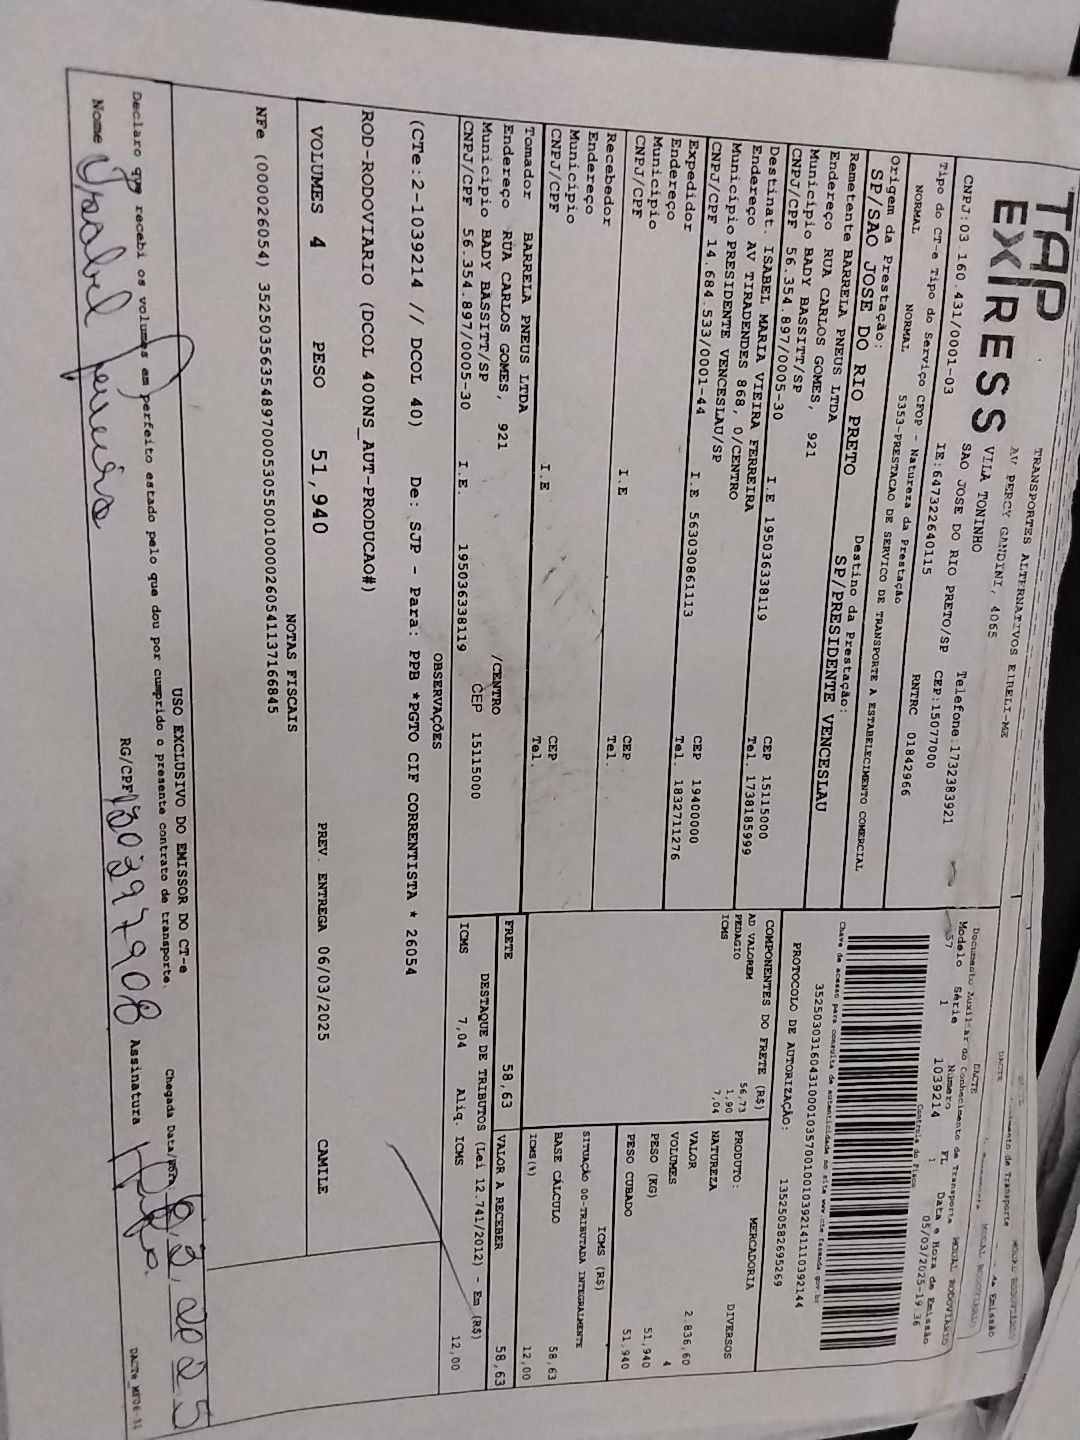 TAP
EXPRESS
TRANSPORTES ALTERNATIVOS EIRELI-ME
AV PERCY GANDINI, 4065
VILA TONINHO
SAO JOSE DO RIO PRETO/SP CEP:15077000
CNPJ:03.160.431/0001-03 IE:647322640115 Telefone:1732383921
Tipo do CT-e Tipo do Serviço CFOP - Natureza da Prestação RNTRC 01842966
NORMAL NORMAL 5353-PRESTACAO DE SERVICO DE TRANSPORTE A ESTABELECIMENTO COMERCIAL
Origem da Prestação: Destino da Prestação:
SP/SAO JOSE DO RIO PRETO SP/PRESIDENTE VENCESLAU
Remetente BARRELA PNEUS LTDA
Endereço RUA CARLOS GOMES, 921
Município BADY BASSITT/SP CEP 15115000
CNPJ/CPF 56.354.897/0005-30 I.E 195036338119 Tel. 1738185999
Destinat. ISABEL MARIA VIEIRA FERREIRA
Endereço AV TIRADENDES 868, 0/CENTRO
Município PRESIDENTE VENCESLAU/SP CEP 19400000
CNPJ/CPF 14.684.533/0001-44 I.E 563030861113 Tel. 1832711276
Expedidor
Endereço
Município CEP
CNPJ/CPF I.E Tel.
Recebedor
Endereço
Município CEP
CNPJ/CPF I.E Tel.
Tomador BARRELA PNEUS LTDA
Endereço RUA CARLOS GOMES, 921 /CENTRO
Município BADY BASSITT/SP CEP 15115000
CNPJ/CPF 56.354.897/0005-30 I.E. 195036338119
DACTE
Documento Auxiliar do Conhecimento de Transporte MODAL RODOVIÁRIO
Modelo Série Número FL Data e Hora de Emissão
57 1 1039214 1 05/03/2025-19:36
Controle do Fisco
Chave de acesso para consulta de autenticidade no site www.cte.fazenda.gov.br
35250303160431000103570010010392141110392144
PROTOCOLO DE AUTORIZAÇÃO: 135250582695269
COMPONENTES DO FRETE (R$)
AD VALOREM 56,73
PEDAGIO 1,90
ICMS 7,04
PRODUTO: MERCADORIA
NATUREZA DIVERSOS
VALOR 2.836,60
VOLUMES 4
PESO (KG) 51,940
PESO CUBADO 51,940
ICMS (R$)
SITUAÇÃO 00-TRIBUTADA INTEGRALMENTE
BASE CÁLCULO 58,63
ICMS(%) 12,00
FRETE 58,63 VALOR A RECEBER 58,63
DESTAQUE DE TRIBUTOS (Lei 12.741/2012) - Em (R$)
ICMS 7,04 Aliq. ICMS 12,00
OBSERVAÇÕES
(CTe:2-1039214 // DCOL 40) De: SJP - Para: PPB *PGTO CIF CORRENTISTA * 26054
ROD-RODOVIARIO (DCOL 400NS_AUT-PRODUCAO#)
VOLUMES 4 PESO 51,940 PREV. ENTREGA 06/03/2025 CAMILE
NOTAS FISCAIS
NFe (000026054) 35250356354897000530550010000260541137166845
USO EXCLUSIVO DO EMISSOR DO CT-e
Declaro que recebi os volumes em perfeito estado pelo que dou por cumprido o presente contrato de transporte. Chegada Data/Hora 6,3,2025
Nome Isabel Ferreira RG/CPF 130397908 Assinatura